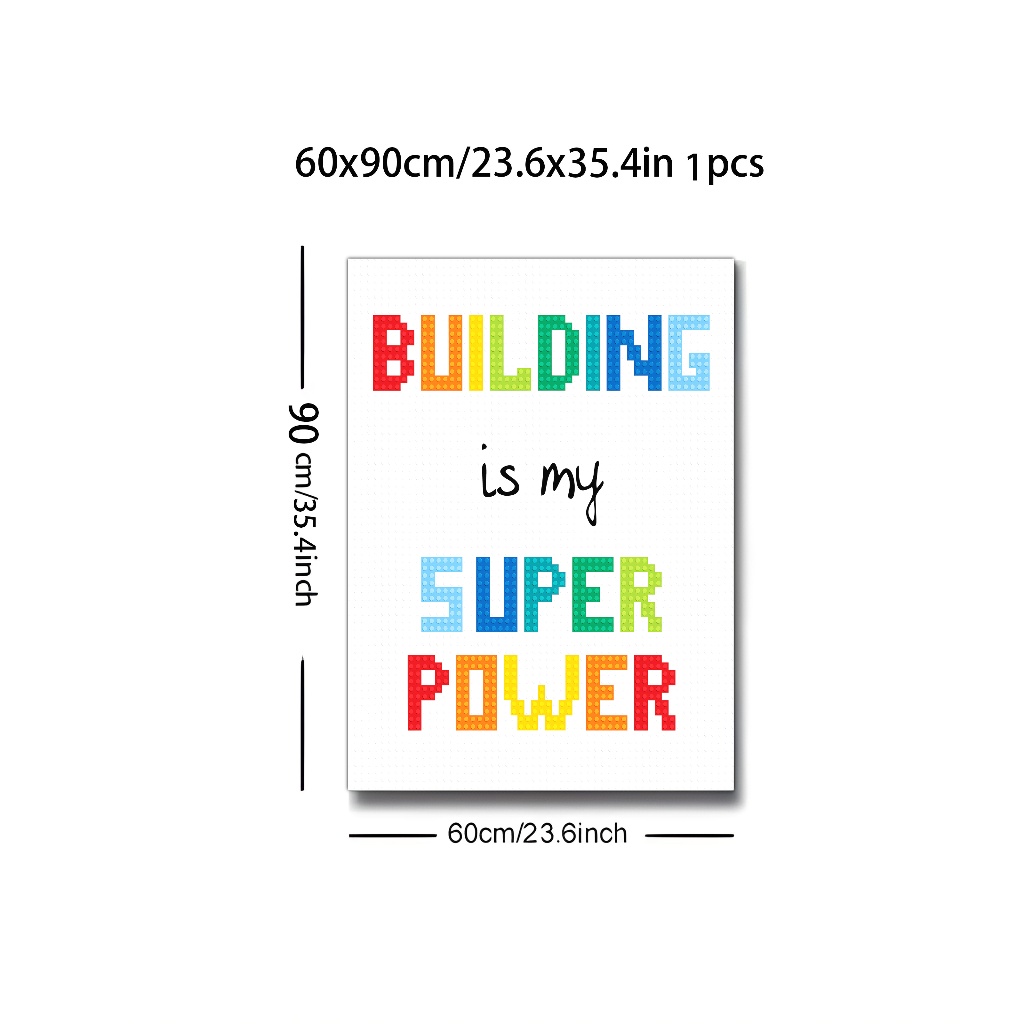 60x90cm/23.6x35.4in 1pcs
BUILDING
is my
SUPER
POWER
90 cm/35.4inch
60cm/23.6inch